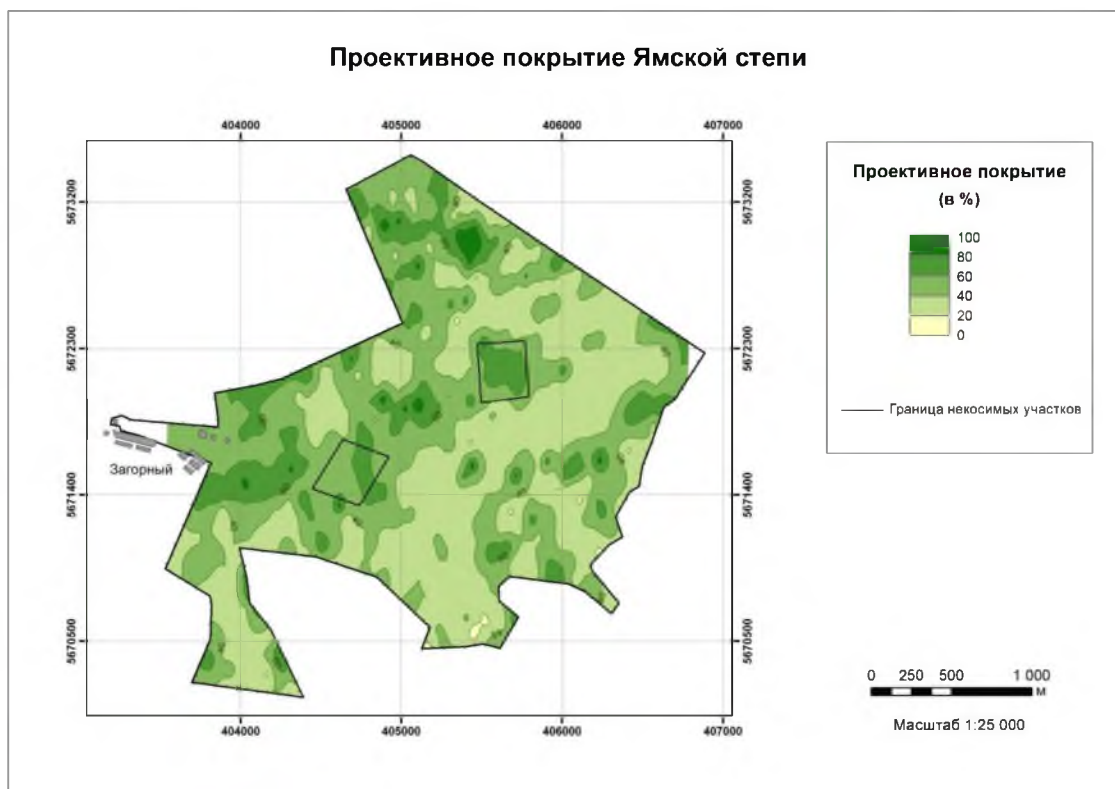 Проективное покрытие Ямской степи
404000 405000 406000 407000
5673200 5673200
5672300 5672300
5671400 5671400
5670500 5670500
Загорный
404000 405000 406000 407000
Проективное покрытие
(в %)
100
80
60
40
20
0
Граница некосимых участков
0 250 500 1 000
м
Масштаб 1:25 000